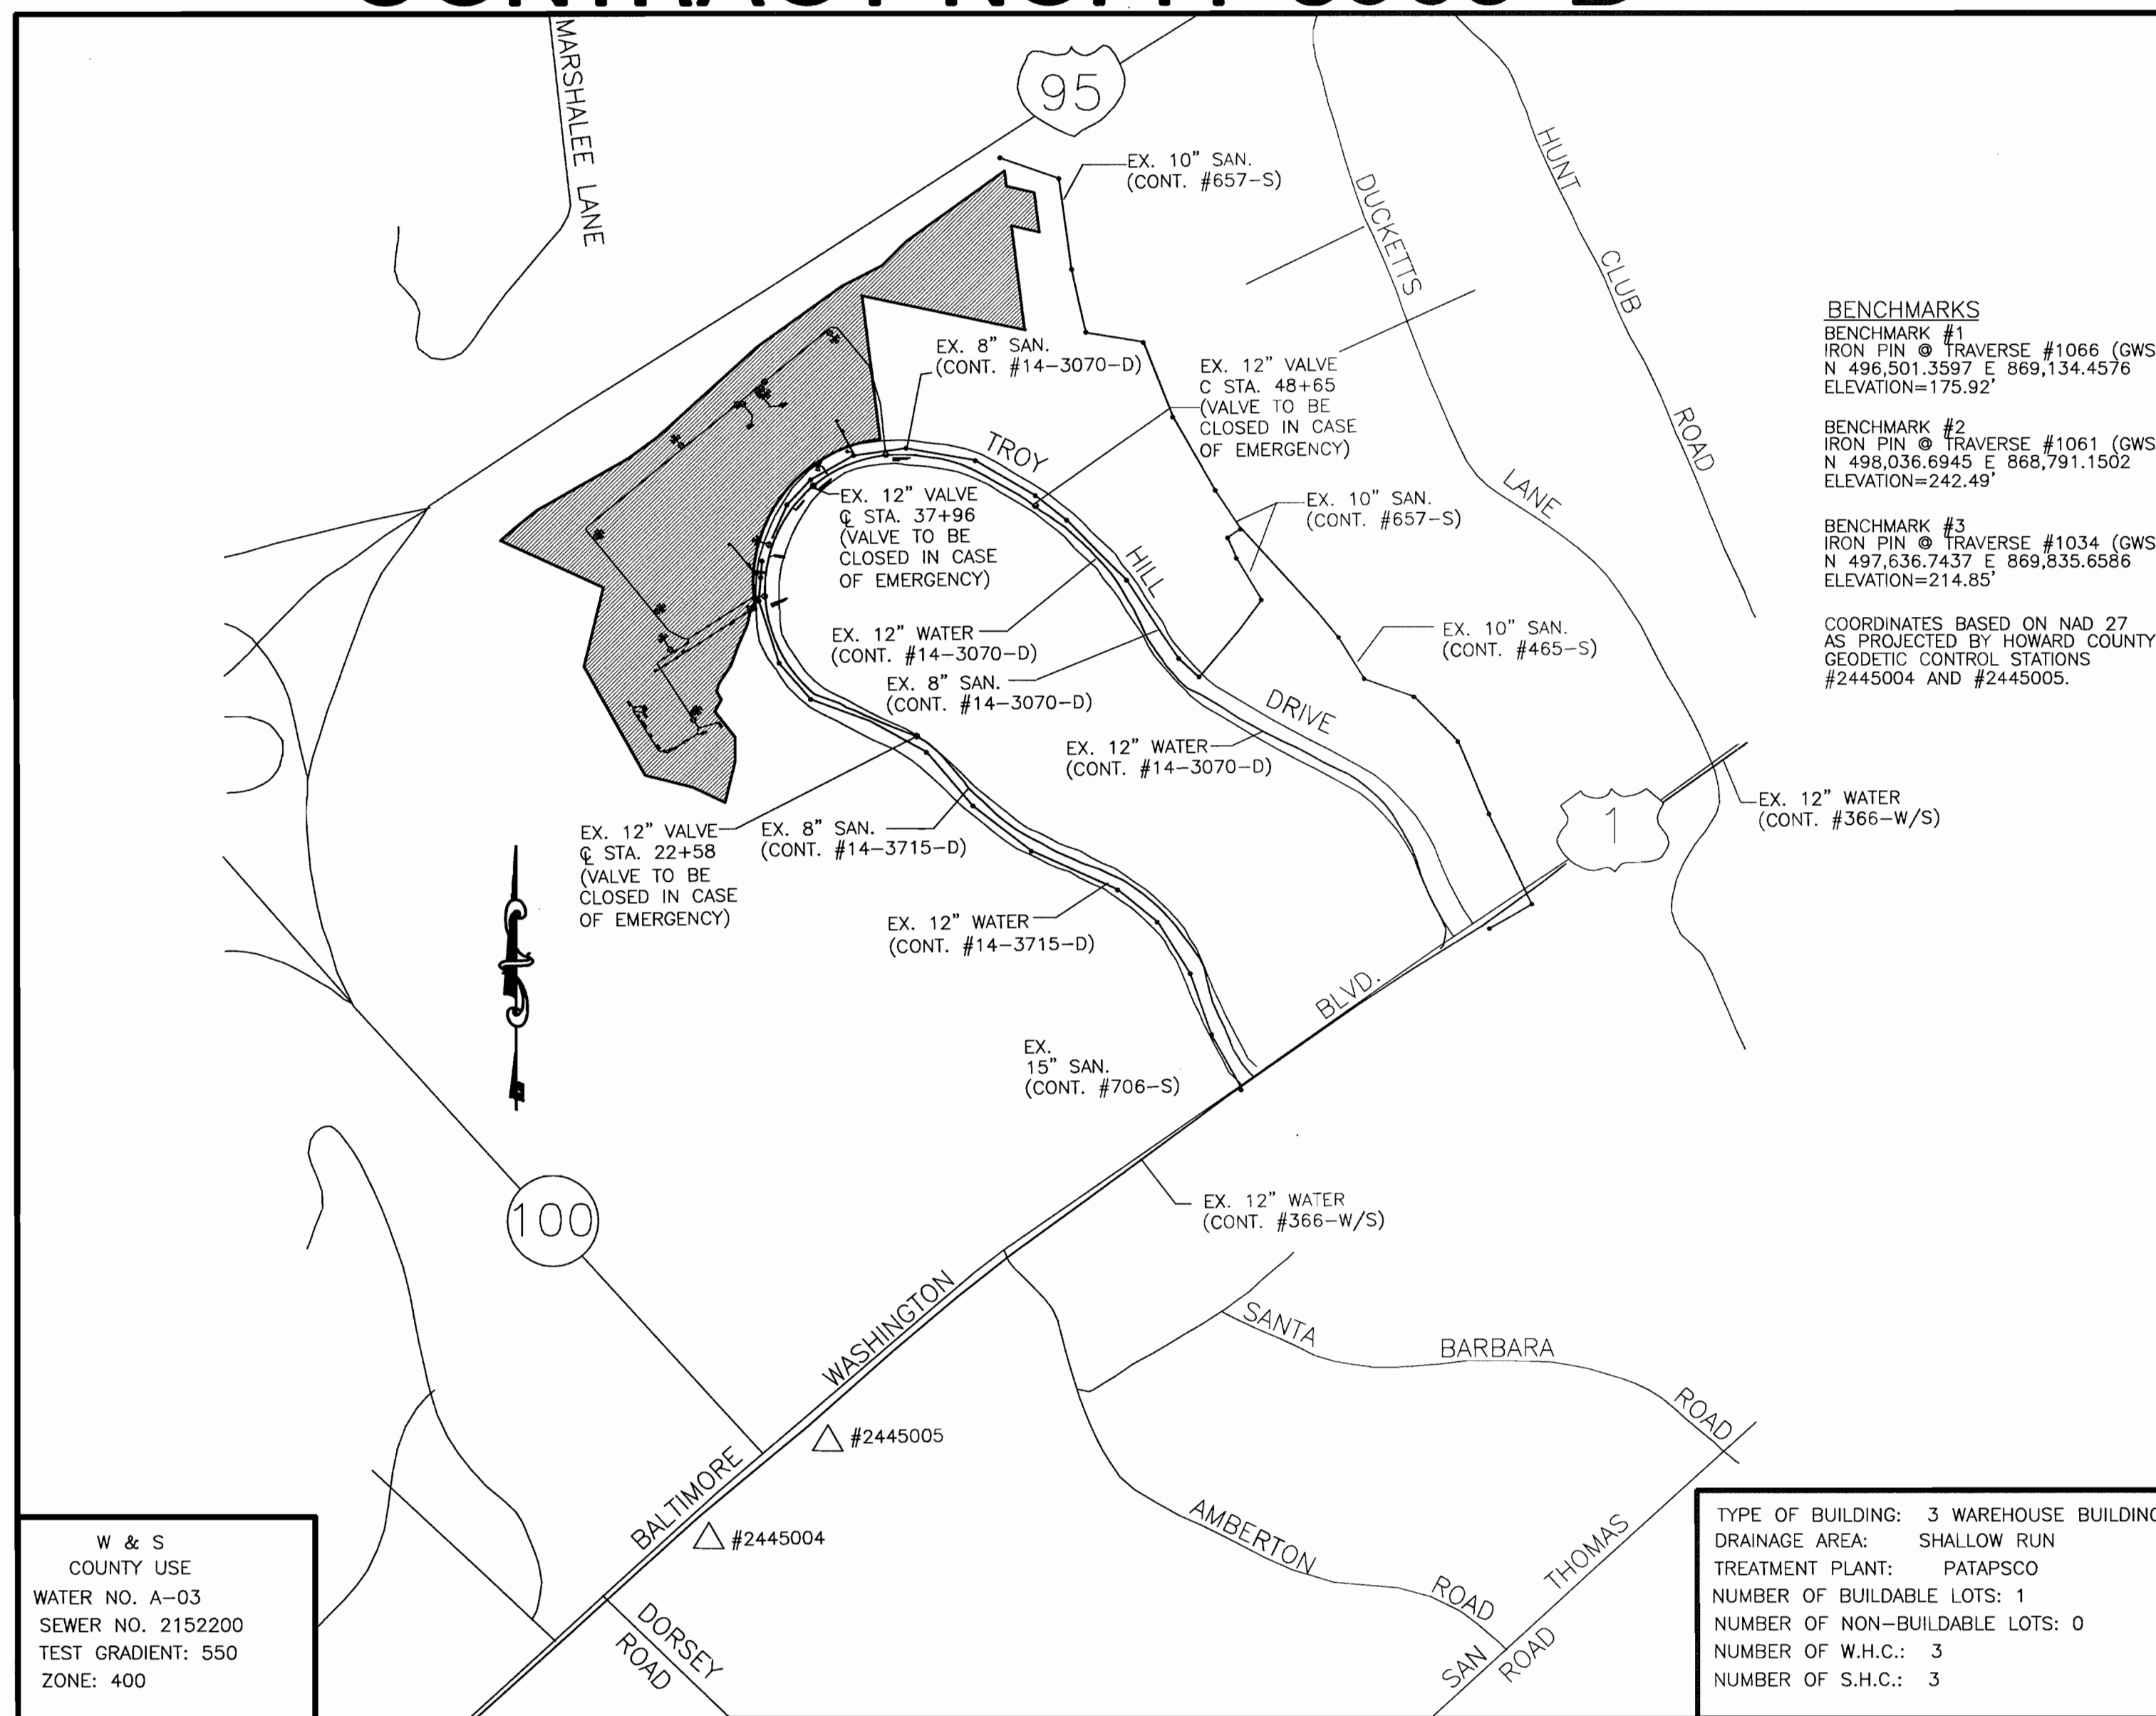 MARSHALEE LANE
95
EX. 10" SAN.
(CONT. #657-S)
DUCKETTS
LANE
HUNT
CLUB
ROAD
EX. 8" SAN.
(CONT. #14-3070-D)
EX. 12" VALVE
C STA. 48+65
(VALVE TO BE
CLOSED IN CASE
OF EMERGENCY)
BENCHMARKS
BENCHMARK #1
IRON PIN @ TRAVERSE #1066 (GWS
N 496,501.3597 E 869,134.4576
ELEVATION=175.92'
BENCHMARK #2
IRON PIN @ TRAVERSE #1061 (GWS
N 498,036.6945 E 868,791.1502
ELEVATION=242.49'
BENCHMARK #3
IRON PIN @ TRAVERSE #1034 (GWS
N 497,636.7437 E 869,835.6586
ELEVATION=214.85'
COORDINATES BASED ON NAD 27
AS PROJECTED BY HOWARD COUNTY
GEODETIC CONTROL STATIONS
#2445004 AND #2445005.
TROY
HILL
DRIVE
EX. 12" VALVE
℄ STA. 37+96
(VALVE TO BE
CLOSED IN CASE
OF EMERGENCY)
EX. 10" SAN.
(CONT. #657-S)
EX. 12" WATER
(CONT. #14-3070-D)
EX. 10" SAN.
(CONT. #465-S)
EX. 8" SAN.
(CONT. #14-3070-D)
EX. 12" WATER
(CONT. #14-3070-D)
1
EX. 12" WATER
(CONT. #366-W/S)
EX. 12" VALVE
℄ STA. 22+58
(VALVE TO BE
CLOSED IN CASE
OF EMERGENCY)
EX. 8" SAN.
(CONT. #14-3715-D)
EX. 12" WATER
(CONT. #14-3715-D)
EX.
15" SAN.
(CONT. #706-S)
BALTIMORE
WASHINGTON
BLVD.
EX. 12" WATER
(CONT. #366-W/S)
100
SANTA
BARBARA
ROAD
#2445005
#2445004
AMBERTON
ROAD
SAN
THOMAS
ROAD
DORSEY
ROAD
W & S
COUNTY USE
WATER NO. A-03
SEWER NO. 2152200
TEST GRADIENT: 550
ZONE: 400
TYPE OF BUILDING: 3 WAREHOUSE BUILDING
DRAINAGE AREA: SHALLOW RUN
TREATMENT PLANT: PATAPSCO
NUMBER OF BUILDABLE LOTS: 1
NUMBER OF NON-BUILDABLE LOTS: 0
NUMBER OF W.H.C.: 3
NUMBER OF S.H.C.: 3